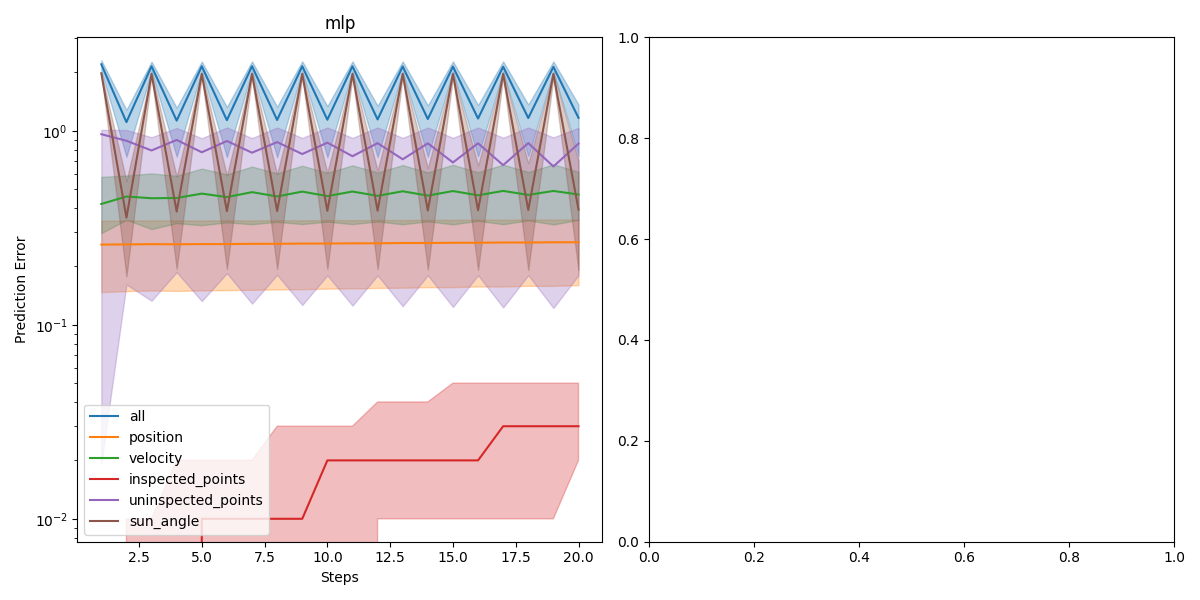 mlp
Prediction Error
10⁰
10⁻¹
10⁻²
all
position
velocity
inspected_points
uninspected_points
sun_angle
2.5 5.0 7.5 10.0 12.5 15.0 17.5 20.0
Steps
1.0
0.8
0.6
0.4
0.2
0.0
0.0 0.2 0.4 0.6 0.8 1.0